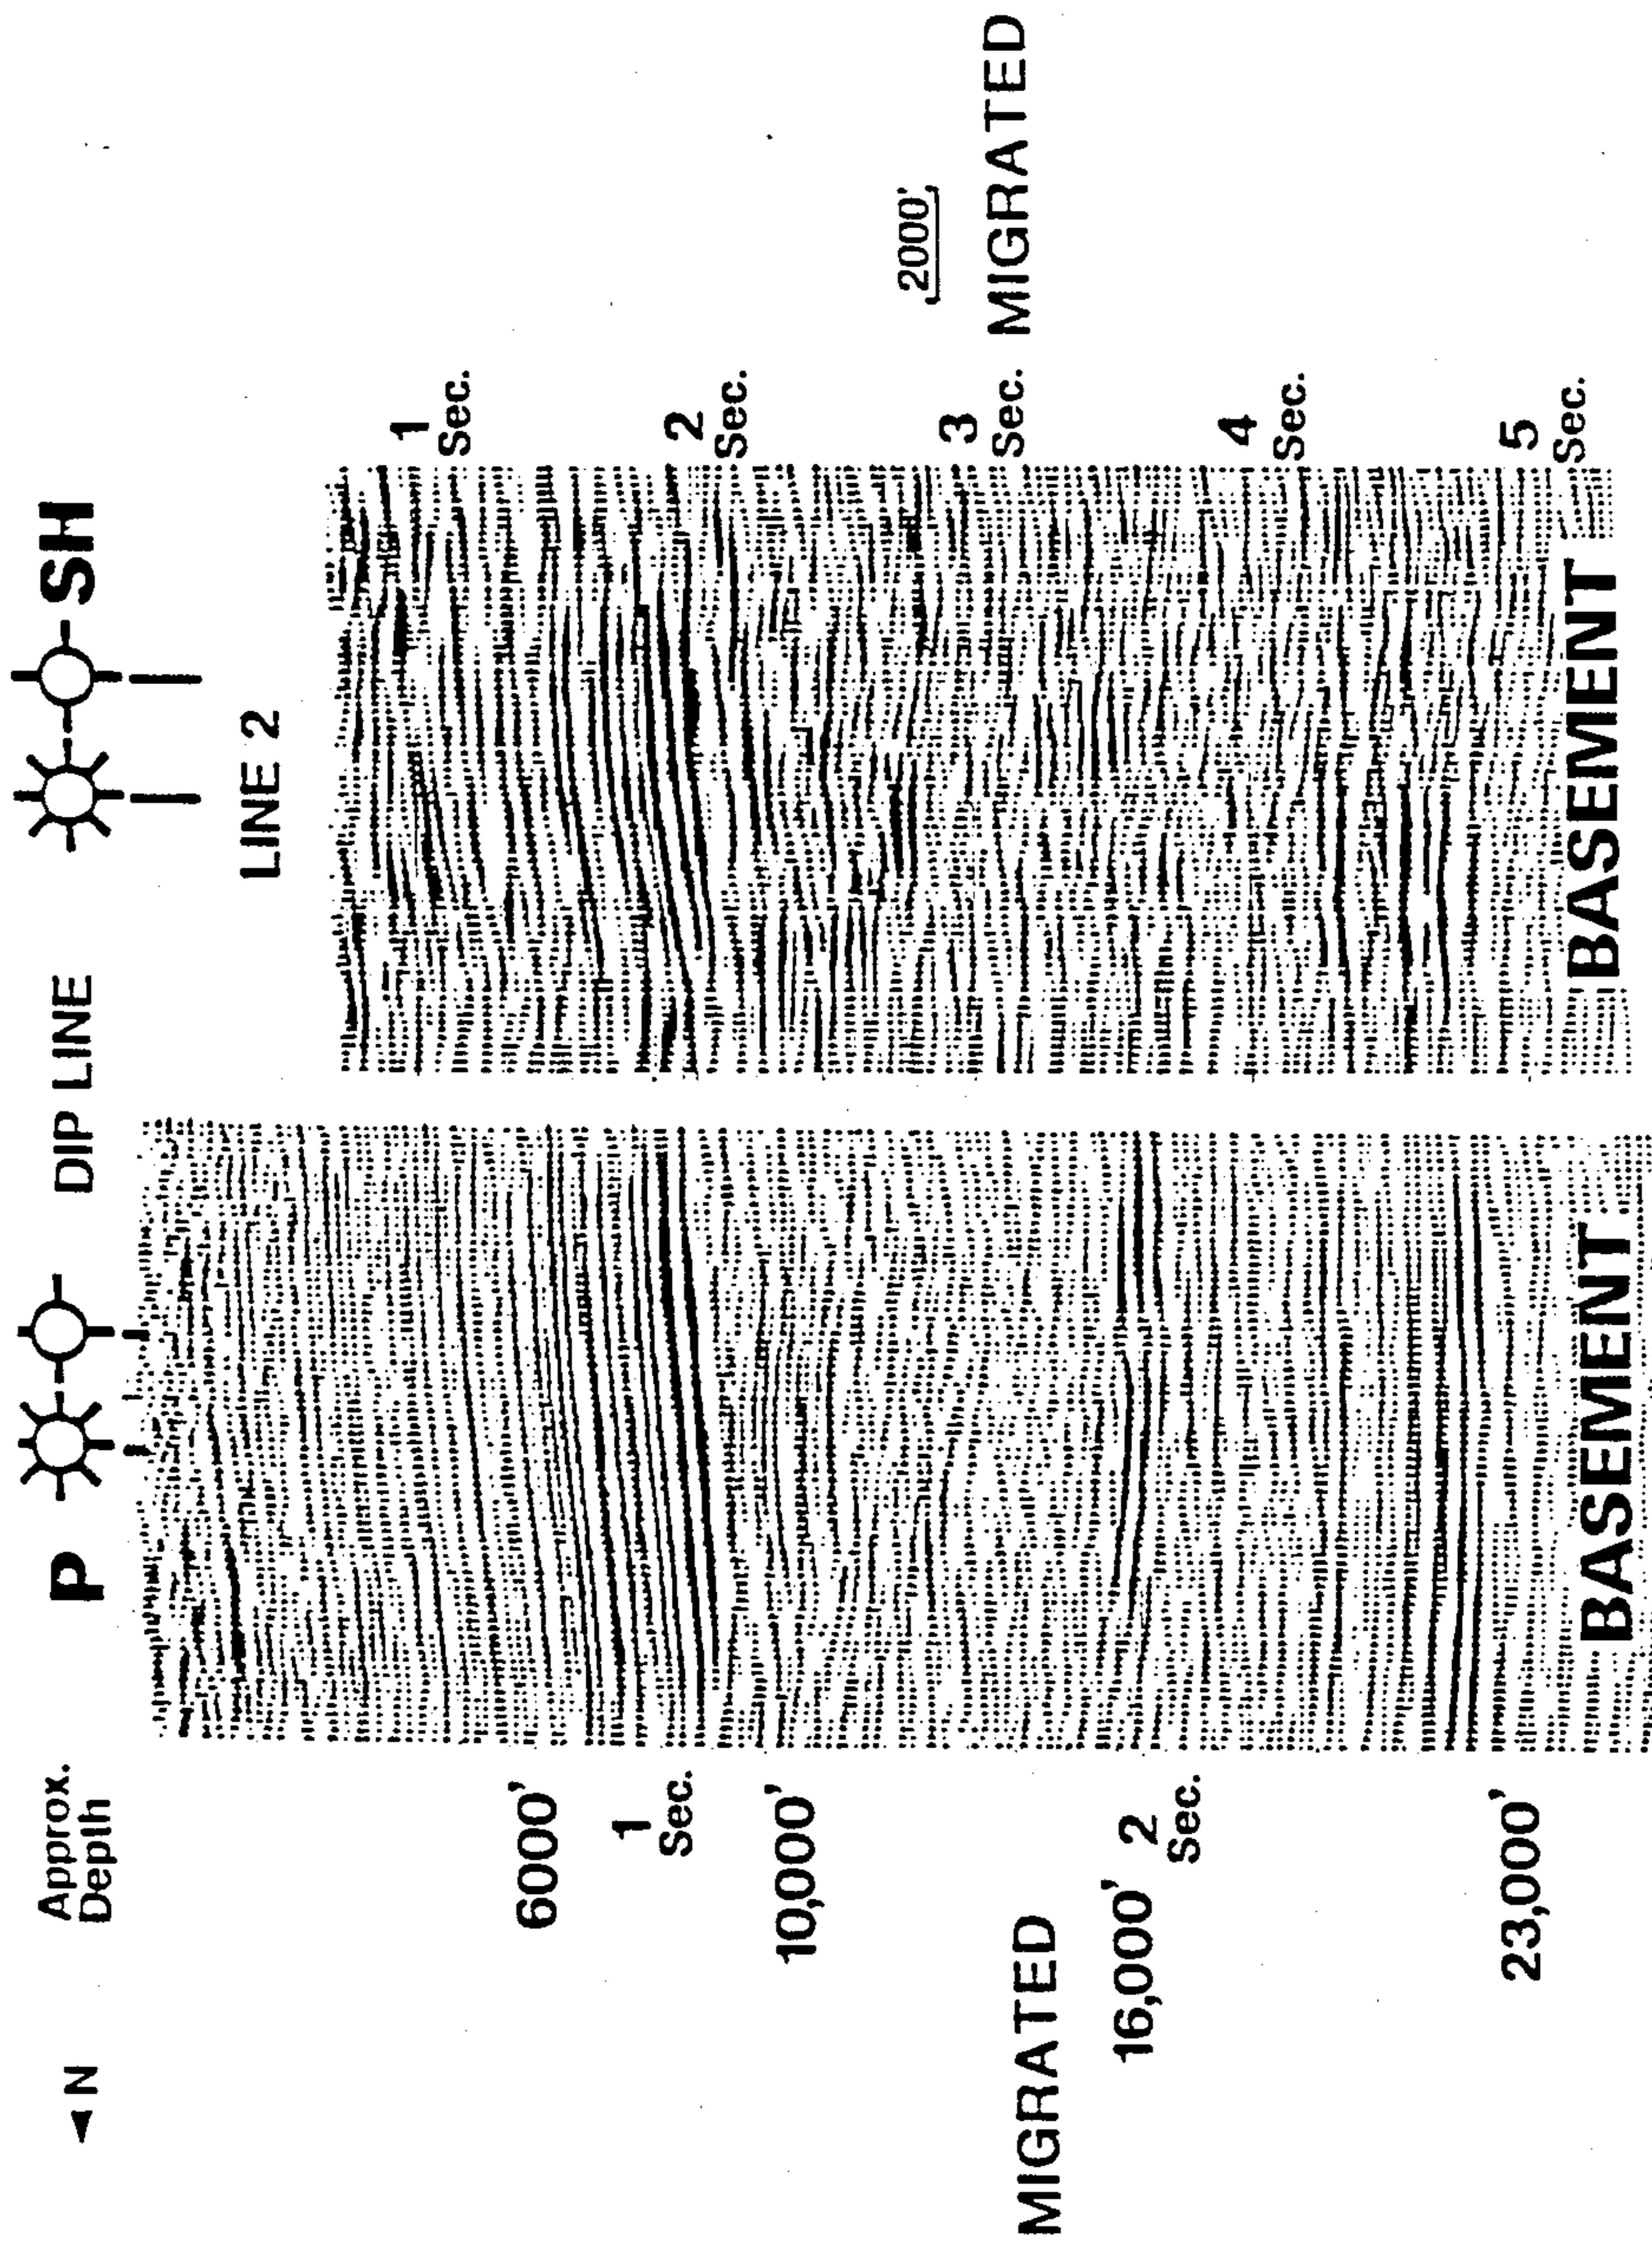 ◄N
Approx.
Depth
P
DIP LINE
SH
LINE 2
6000'
1
Sec.
10,000'
MIGRATED
16,000'
2
Sec.
23,000'
BASEMENT
1
Sec.
2
Sec.
2000'
3
Sec.
MIGRATED
4
Sec.
5
Sec.
BASEMENT